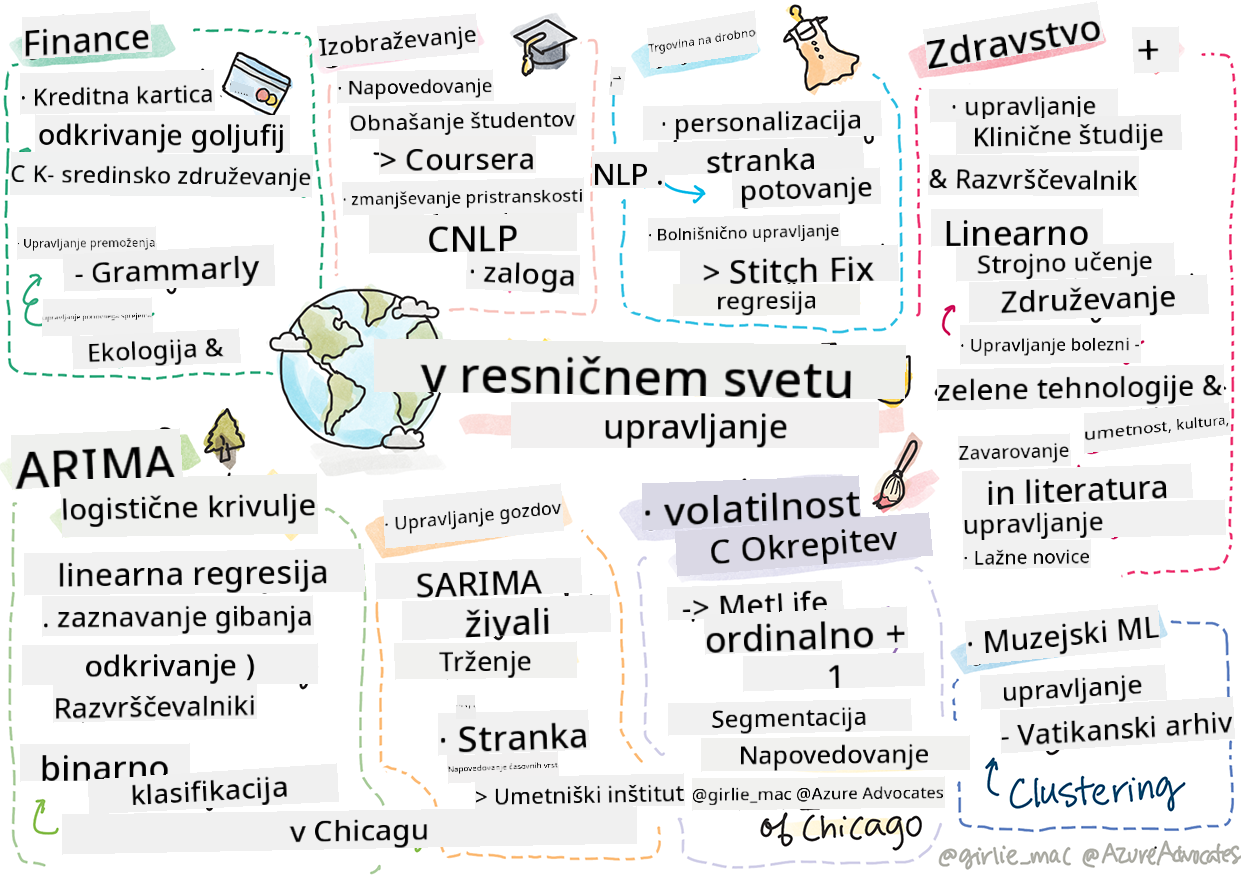 Finance
· Kreditna kartica
odkrivanje goljufij
C K- sredinsko združevanje
· Upravljanje premoženja
- Grammarly
Ekologija &
Izobraževanje
· Napovedovanje
Obnašanje študentov
> Coursera
· zmanjševanje pristranskosti
CNLP
· zaloga
Trgovina na drobno
· personalizacija
stranka
NLP .
potovanje
· Bolnišnično upravljanje
> Stitch Fix
regresija
Zdravstvo +
· upravljanje
Klinične študije
& Razvrščevalnik
Linearno
Strojno učenje
Združevanje
· Upravljanje bolezni -
zelene tehnologije &
umetnost, kultura,
Zavarovanje
in literatura
upravljanje
· Lažne novice
v resničnem svetu
upravljanje
ARIMA
logistične krivulje
linearna regresija
. zaznavanje gibanja
odkrivanje )
Razvrščevalniki
binarno
klasifikacija
v Chicagu
· Upravljanje gozdov
SARIMA
živali
Trženje
· Stranka
Napovedovanje časovnih vrst
> Umetniški inštitut
· volatilnost
C Okrepitev
-> MetLife
ordinalno +
1
Segmentacija
Napovedovanje
@girlie_mac @Azure Advocates
of Chicago
· Muzejski ML
upravljanje
- Vatikanski arhiv
Clustering
@girlie_mac @AzureAdvocates